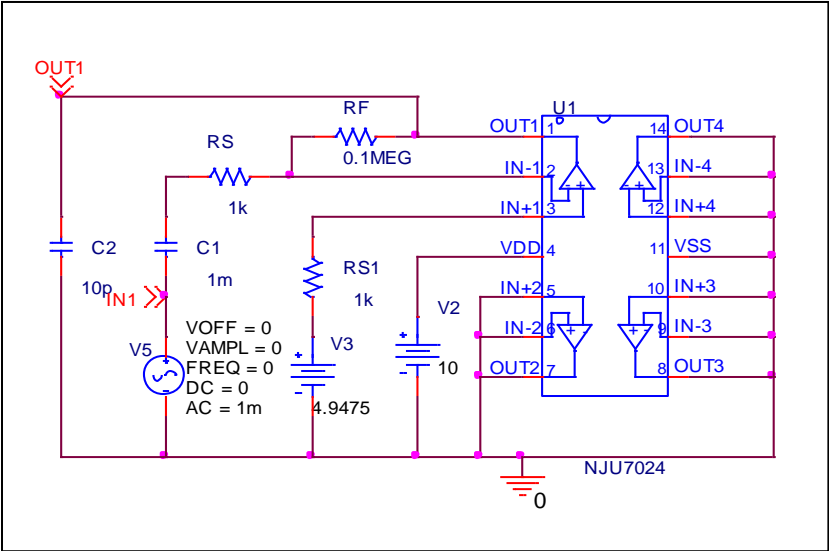 OUT1
RF
0.1MEG
RS
1k
U1
OUT1 1
14 OUT4
IN-1 2
13 IN-4
IN+1 3
12 IN+4
VDD 4
11 VSS
IN+2 5
10 IN+3
IN-2 6
9 IN-3
OUT2 7
8 OUT3
- +
- +
+ -
+ -
C2
10p
C1
1m
IN1
RS1
1k
V2
+
-
10
V3
+
-
4.9475
V5
+
-
VOFF = 0
VAMPL = 0
FREQ = 0
DC = 0
AC = 1m
NJU7024
0